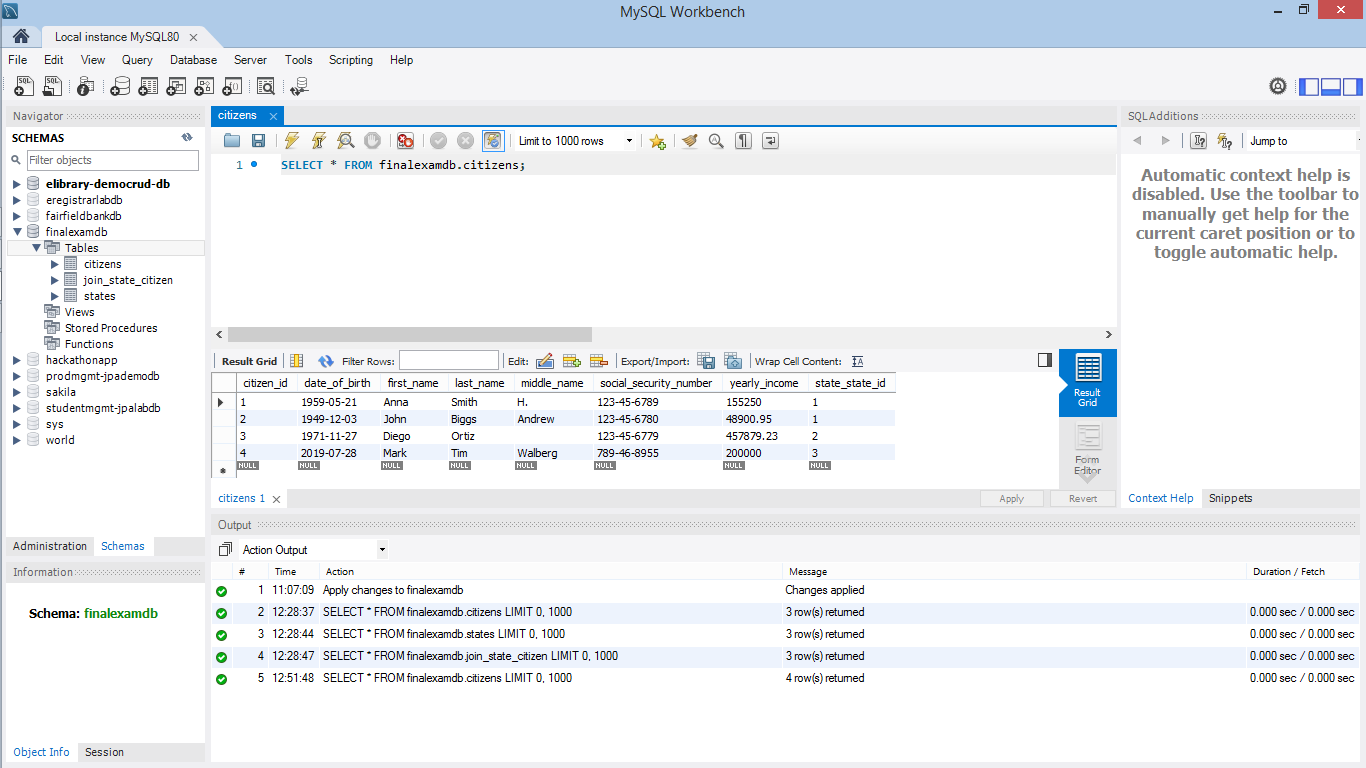 MySQL Workbench
Local instance MySQL80
File Edit View Query Database Server Tools Scripting Help
Navigator
SCHEMAS
Filter objects
elibrary-democrud-db
eregistrarlabdb
fairfieldbankdb
finalexamdb
Tables
citizens
join_state_citizen
states
Views
Stored Procedures
Functions
hackathonapp
prodmgmt-jpademodb
sakila
studentmgmt-jpalabdb
sys
world
Administration Schemas
Information
Schema: finalexamdb
Object Info Session
citizens
Limit to 1000 rows
1 SELECT * FROM finalexamdb.citizens;
Result Grid Filter Rows: Edit: Export/Import: Wrap Cell Content:
citizen_id date_of_birth first_name last_name middle_name social_security_number yearly_income state_state_id
1 1959-05-21 Anna Smith H. 123-45-6789 155250 1
2 1949-12-03 John Biggs Andrew 123-45-6780 48900.95 1
3 1971-11-27 Diego Ortiz 123-45-6779 457879.23 2
4 2019-07-28 Mark Tim Walberg 789-46-8955 200000 3
NULL NULL NULL NULL NULL NULL NULL NULL
Result
Grid
Form
Editor
citizens 1
Apply Revert
SQLAdditions
Jump to
Automatic context help is
disabled. Use the toolbar to
manually get help for the
current caret position or to
toggle automatic help.
Context Help Snippets
Output
Action Output
# Time Action Message Duration / Fetch
1 11:07:09 Apply changes to finalexamdb Changes applied
2 12:28:37 SELECT * FROM finalexamdb.citizens LIMIT 0, 1000 3 row(s) returned 0.000 sec / 0.000 sec
3 12:28:44 SELECT * FROM finalexamdb.states LIMIT 0, 1000 3 row(s) returned 0.000 sec / 0.000 sec
4 12:28:47 SELECT * FROM finalexamdb.join_state_citizen LIMIT 0, 1000 3 row(s) returned 0.000 sec / 0.000 sec
5 12:51:48 SELECT * FROM finalexamdb.citizens LIMIT 0, 1000 4 row(s) returned 0.000 sec / 0.000 sec